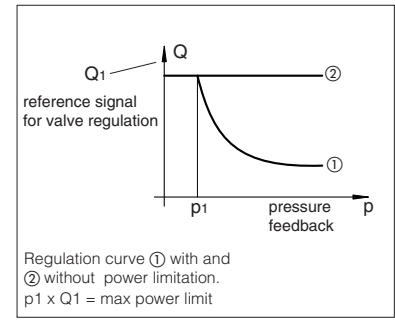 Q
Q1
②
reference signal
for valve regulation
①
p1
pressure
feedback
p
Regulation curve ① with and
② without power limitation.
p1 x Q1 = max power limit